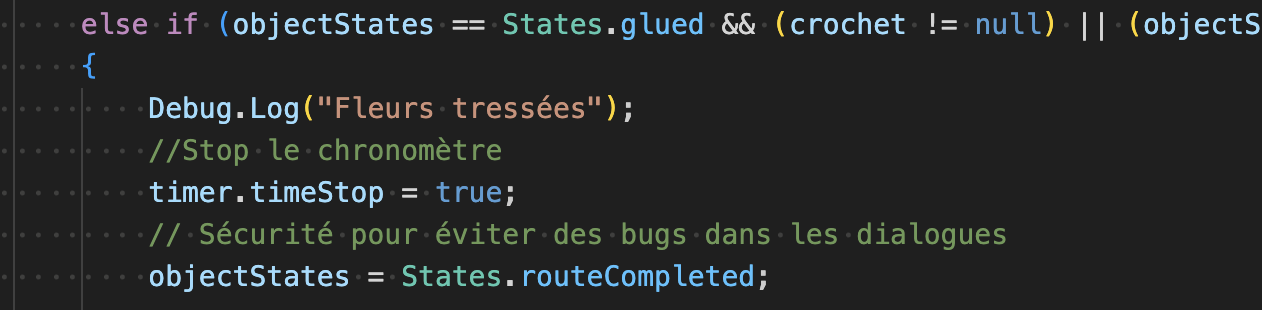 else if (objectStates == States.glued && (crochet != null) || (objectS
{
Debug.Log("Fleurs tressées");
//Stop le chronomètre
timer.timeStop = true;
// Sécurité pour éviter des bugs dans les dialogues
objectStates = States.routeCompleted;